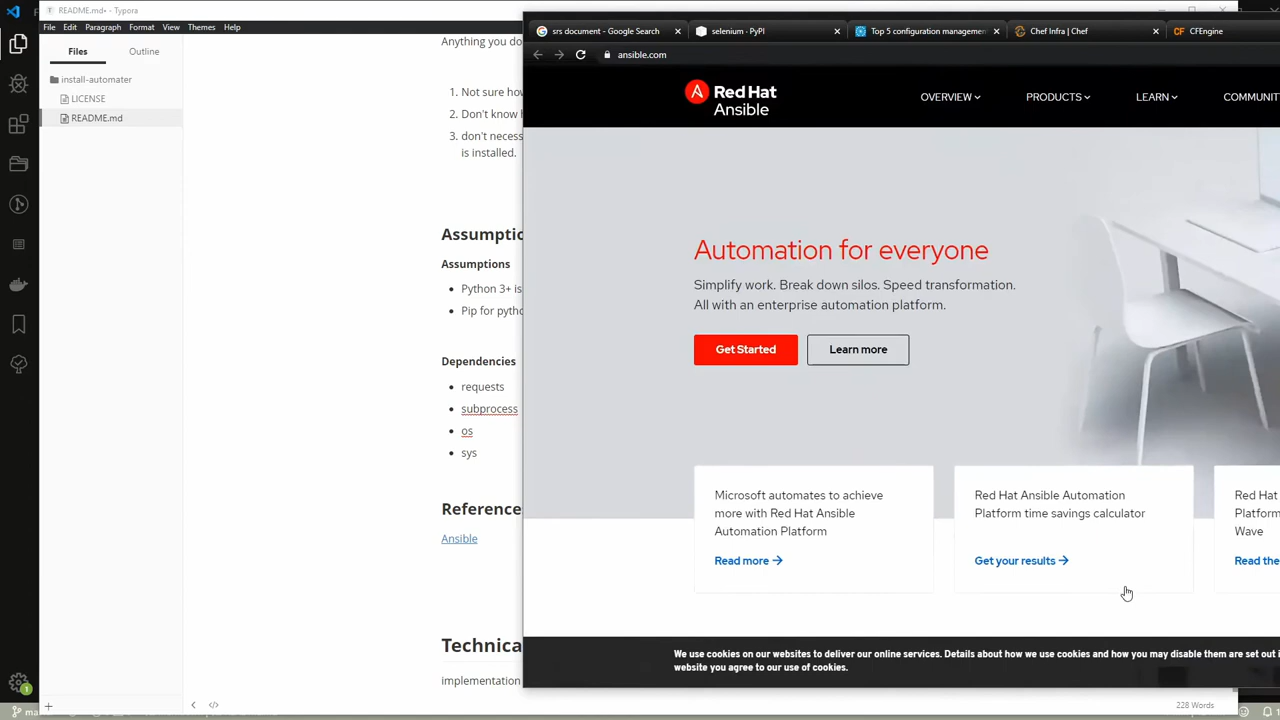 README.md• - Typora
File Edit Paragraph Format View Themes Help
Files Outline
install-automater
LICENSE
README.md
Anything you do
1. Not sure how
2. Don't know
3. don't necess
is installed.
Assumptio
Assumptions
• Python 3+ is
• Pip for pytho
Dependencies
• requests
• subprocess
• os
• sys
Reference
Ansible
Technica
implementation
228 Words
srs document - Google Search
selenium · PyPI
Top 5 configuration managemen
Chef Infra | Chef
CF CFEngine
ansible.com
Red Hat
Ansible
OVERVIEW PRODUCTS LEARN COMMUNIT
Automation for everyone
Simplify work. Break down silos. Speed transformation.
All with an enterprise automation platform.
Get Started Learn more
Microsoft automates to achieve
more with Red Hat Ansible
Automation Platform
Read more →
Red Hat Ansible Automation
Platform time savings calculator
Get your results →
Red Hat
Platform
Wave
Read the
We use cookies on our websites to deliver our online services. Details about how we use cookies and how you may disable them are set out i
website you agree to our use of cookies.
1